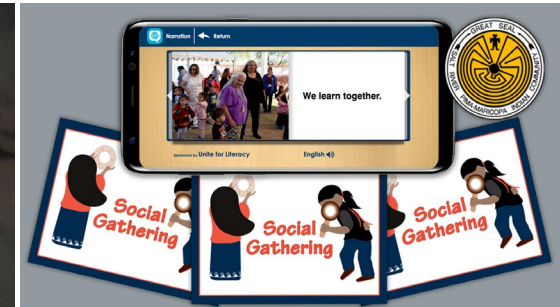 Narration
Return
We learn together.
Sponsored by Unite for Literacy
English
GREAT SEAL
SALT RIVER PIMA-MARICOPA INDIAN COMMUNITY
Social
Gathering
Social
Gathering
Social
Gathering